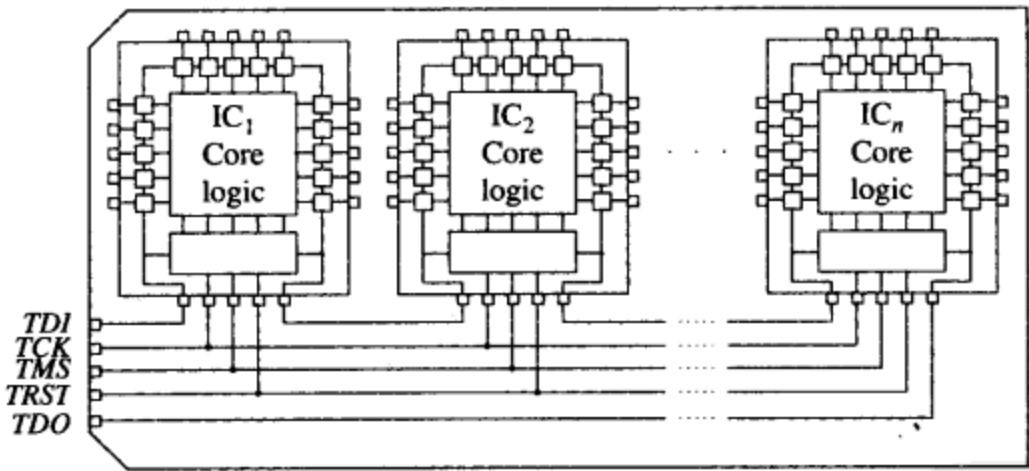 IC1
Core
logic
IC2
Core
logic
ICn
Core
logic
TDI
TCK
TMS
TRST
TDO